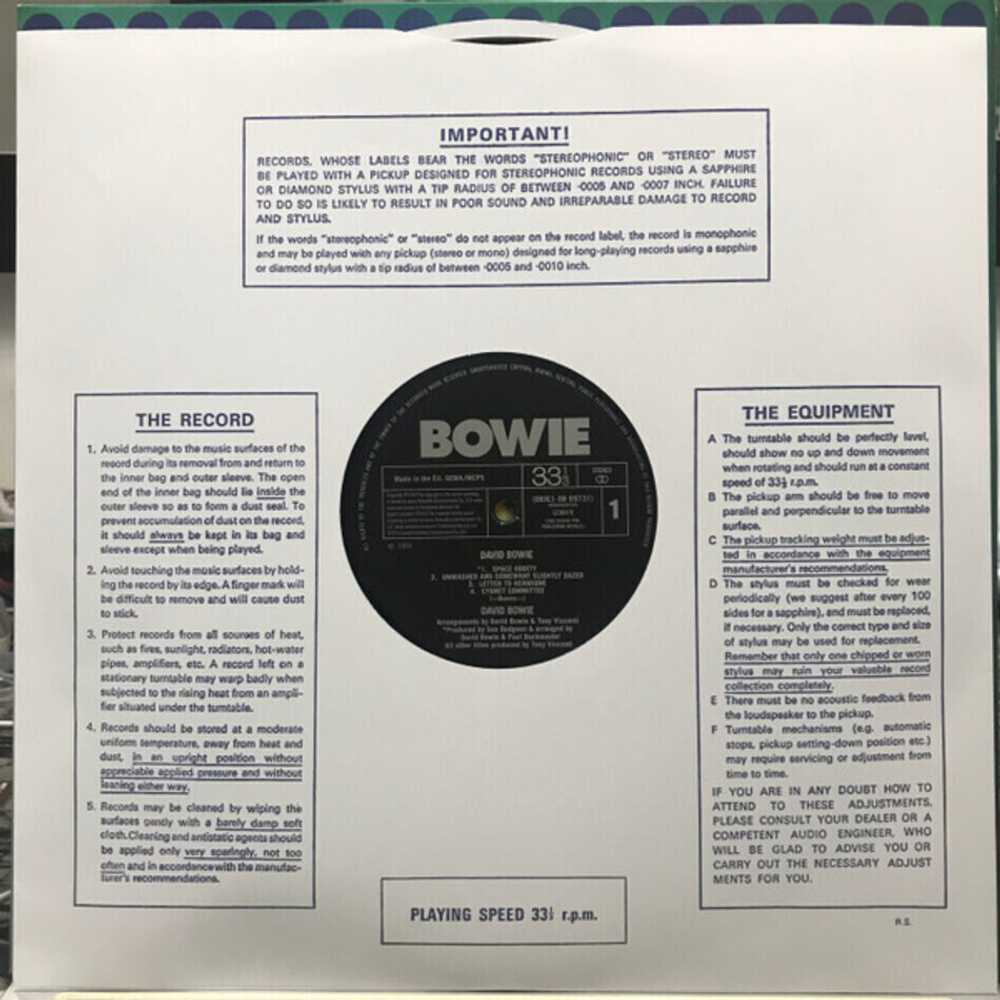 IMPORTANT!
RECORDS, WHOSE LABELS BEAR THE WORDS "STEREOPHONIC" OR "STEREO" MUST
BE PLAYED WITH A PICKUP DESIGNED FOR STEREOPHONIC RECORDS USING A SAPPHIRE
OR DIAMOND STYLUS WITH A TIP RADIUS OF BETWEEN ·0005 AND ·0007 INCH. FAILURE
TO DO SO IS LIKELY TO RESULT IN POOR SOUND AND IRREPARABLE DAMAGE TO RECORD
AND STYLUS.
If the words "stereophonic" or "stereo" do not appear on the record label, the record is monophonic
and may be played with any pickup (stereo or mono) designed for long-playing records using a sapphire
or diamond stylus with a tip radius of between ·0005 and ·0010 inch.
THE RECORD
1. Avoid damage to the music surfaces of the
record during its removal from and return to
the inner bag and outer sleeve. The open
end of the inner bag should lie inside the
outer sleeve so as to form a dust seal. To
prevent accumulation of dust on the record,
it should always be kept in its bag and
sleeve except when being played.
2. Avoid touching the music surfaces by hold-
ing the record by its edge. A finger mark will
be difficult to remove and will cause dust
to stick.
3. Protect records from all sources of heat,
such as fires, sunlight, radiators, hot-water
pipes, amplifiers, etc. A record left on a
stationary turntable may warp badly when
subjected to the rising heat from an ampli-
fier situated under the turntable.
4. Records should be stored at a moderate
uniform temperature, away from heat and
dust, in an upright position without
appreciable applied pressure and without
leaning either way.
5. Records may be cleaned by wiping the
surfaces gently with a barely damp soft
cloth. Cleaning and antistatic agents should
be applied only very sparingly, not too
often and in accordance with the manufac-
turer's recommendations.
BOWIE
Made in the EU. GEMA/MCPS
33⅓
STEREO
1
DAVID BOWIE
*1. SPACE ODDITY
2. UNWASHED AND SOMEWHAT SLIGHTLY DAZED
3. LETTER TO HERMIONE
4. CYGNET COMMITTEE
(—Bowie—)
DAVID BOWIE
Arrangements by David Bowie & Tony Visconti
*Produced by Gus Dudgeon & arranged by
David Bowie & Paul Buckmaster
All other titles produced by Tony Visconti
THE EQUIPMENT
A The turntable should be perfectly level,
should show no up and down movement
when rotating and should run at a constant
speed of 33⅓ r.p.m.
B The pickup arm should be free to move
parallel and perpendicular to the turntable
surface.
C The pickup tracking weight must be adjus-
ted in accordance with the equipment
manufacturer's recommendations.
D The stylus must be checked for wear
periodically (we suggest after every 100
sides for a sapphire), and must be replaced,
if necessary. Only the correct type and size
of stylus may be used for replacement.
Remember that only one chipped or worn
stylus may ruin your valuable record
collection completely.
E There must be no acoustic feedback from
the loudspeaker to the pickup.
F Turntable mechanisms (e.g. automatic
stops, pickup setting-down position etc.)
may require servicing or adjustment from
time to time.
IF YOU ARE IN ANY DOUBT HOW TO
ATTEND TO THESE ADJUSTMENTS,
PLEASE CONSULT YOUR DEALER OR A
COMPETENT AUDIO ENGINEER, WHO
WILL BE GLAD TO ADVISE YOU OR
CARRY OUT THE NECESSARY ADJUST
MENTS FOR YOU.
PLAYING SPEED 33⅓ r.p.m.
R.S.